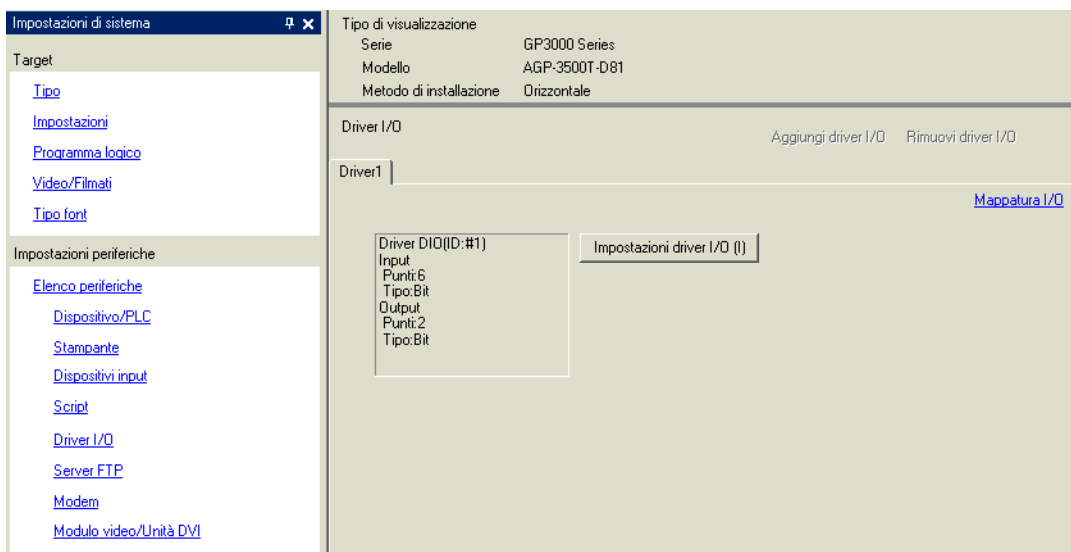 Impostazioni di sistema
Target
Tipo
Impostazioni
Programma logico
Video/Filmati
Tipo font
Impostazioni periferiche
Elenco periferiche
Dispositivo/PLC
Stampante
Dispositivi input
Script
Driver I/O
Server FTP
Modem
Modulo video/Unità DVI
Tipo di visualizzazione
Serie GP3000 Series
Modello AGP-3500T-D81
Metodo di installazione Orizzontale
Driver I/O Aggiungi driver I/O Rimuovi driver I/O
Driver1
Mappatura I/O
Driver DIO(ID:#1)
Input
Punti:6
Tipo:Bit
Output
Punti:2
Tipo:Bit
Impostazioni driver I/O (I)